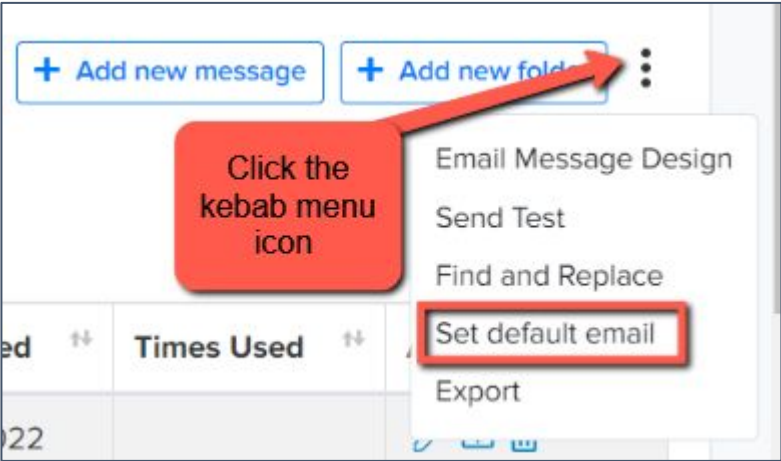 + Add new message + Add new folde
Click the
kebab menu
icon
Email Message Design
Send Test
Find and Replace
Set default email
Export
ed Times Used
022